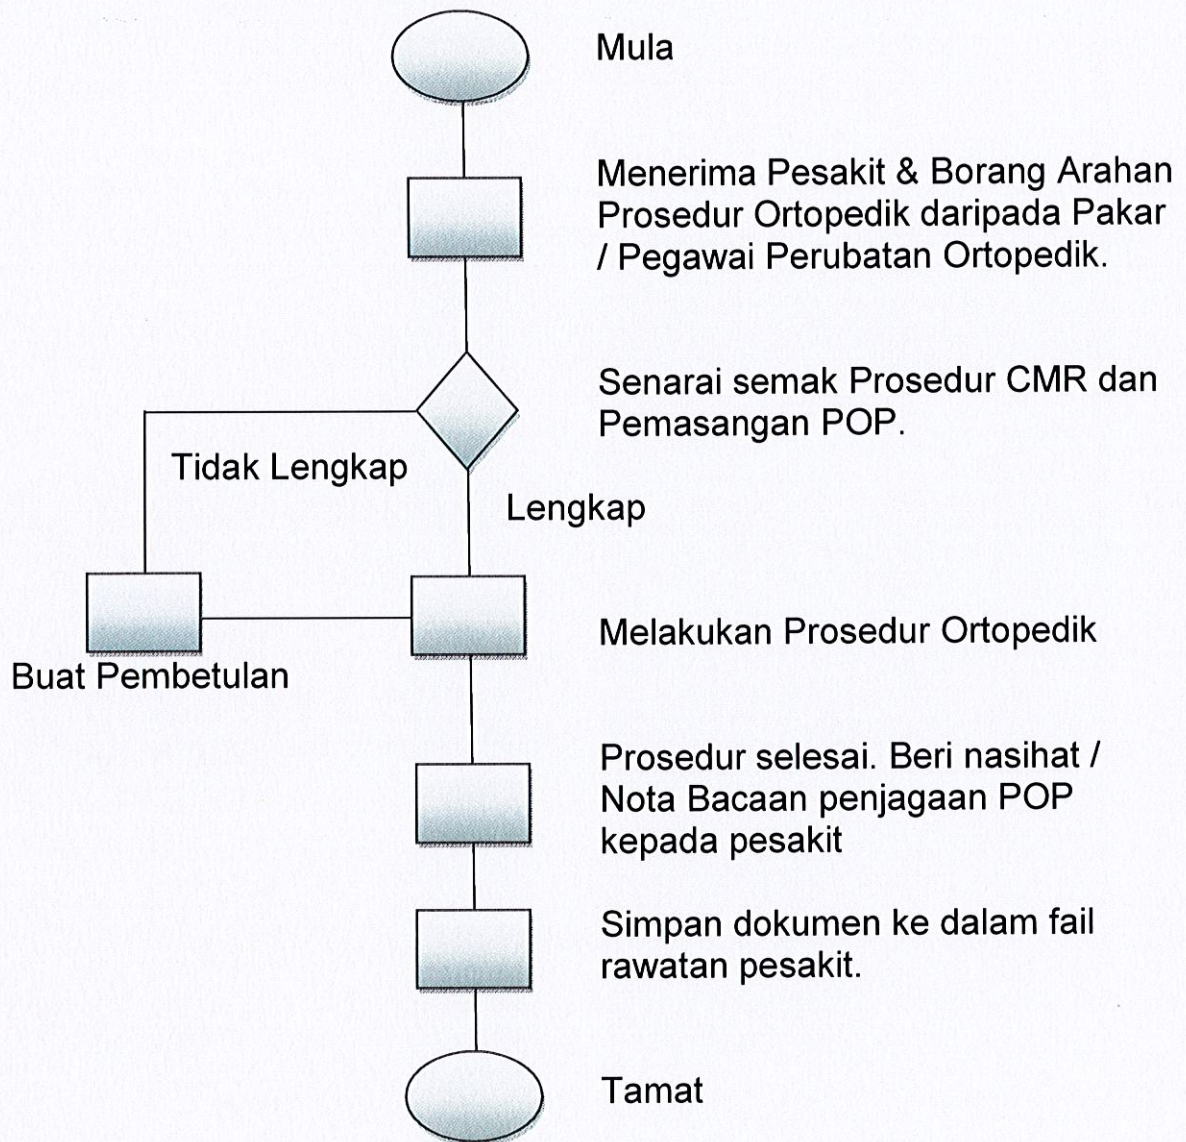 Mula
Menerima Pesakit & Borang Arahan
Prosedur Ortopedik daripada Pakar
/ Pegawai Perubatan Ortopedik.
Senarai semak Prosedur CMR dan
Pemasangan POP.
Tidak Lengkap
Lengkap
Melakukan Prosedur Ortopedik
Buat Pembetulan
Prosedur selesai. Beri nasihat /
Nota Bacaan penjagaan POP
kepada pesakit
Simpan dokumen ke dalam fail
rawatan pesakit.
Tamat